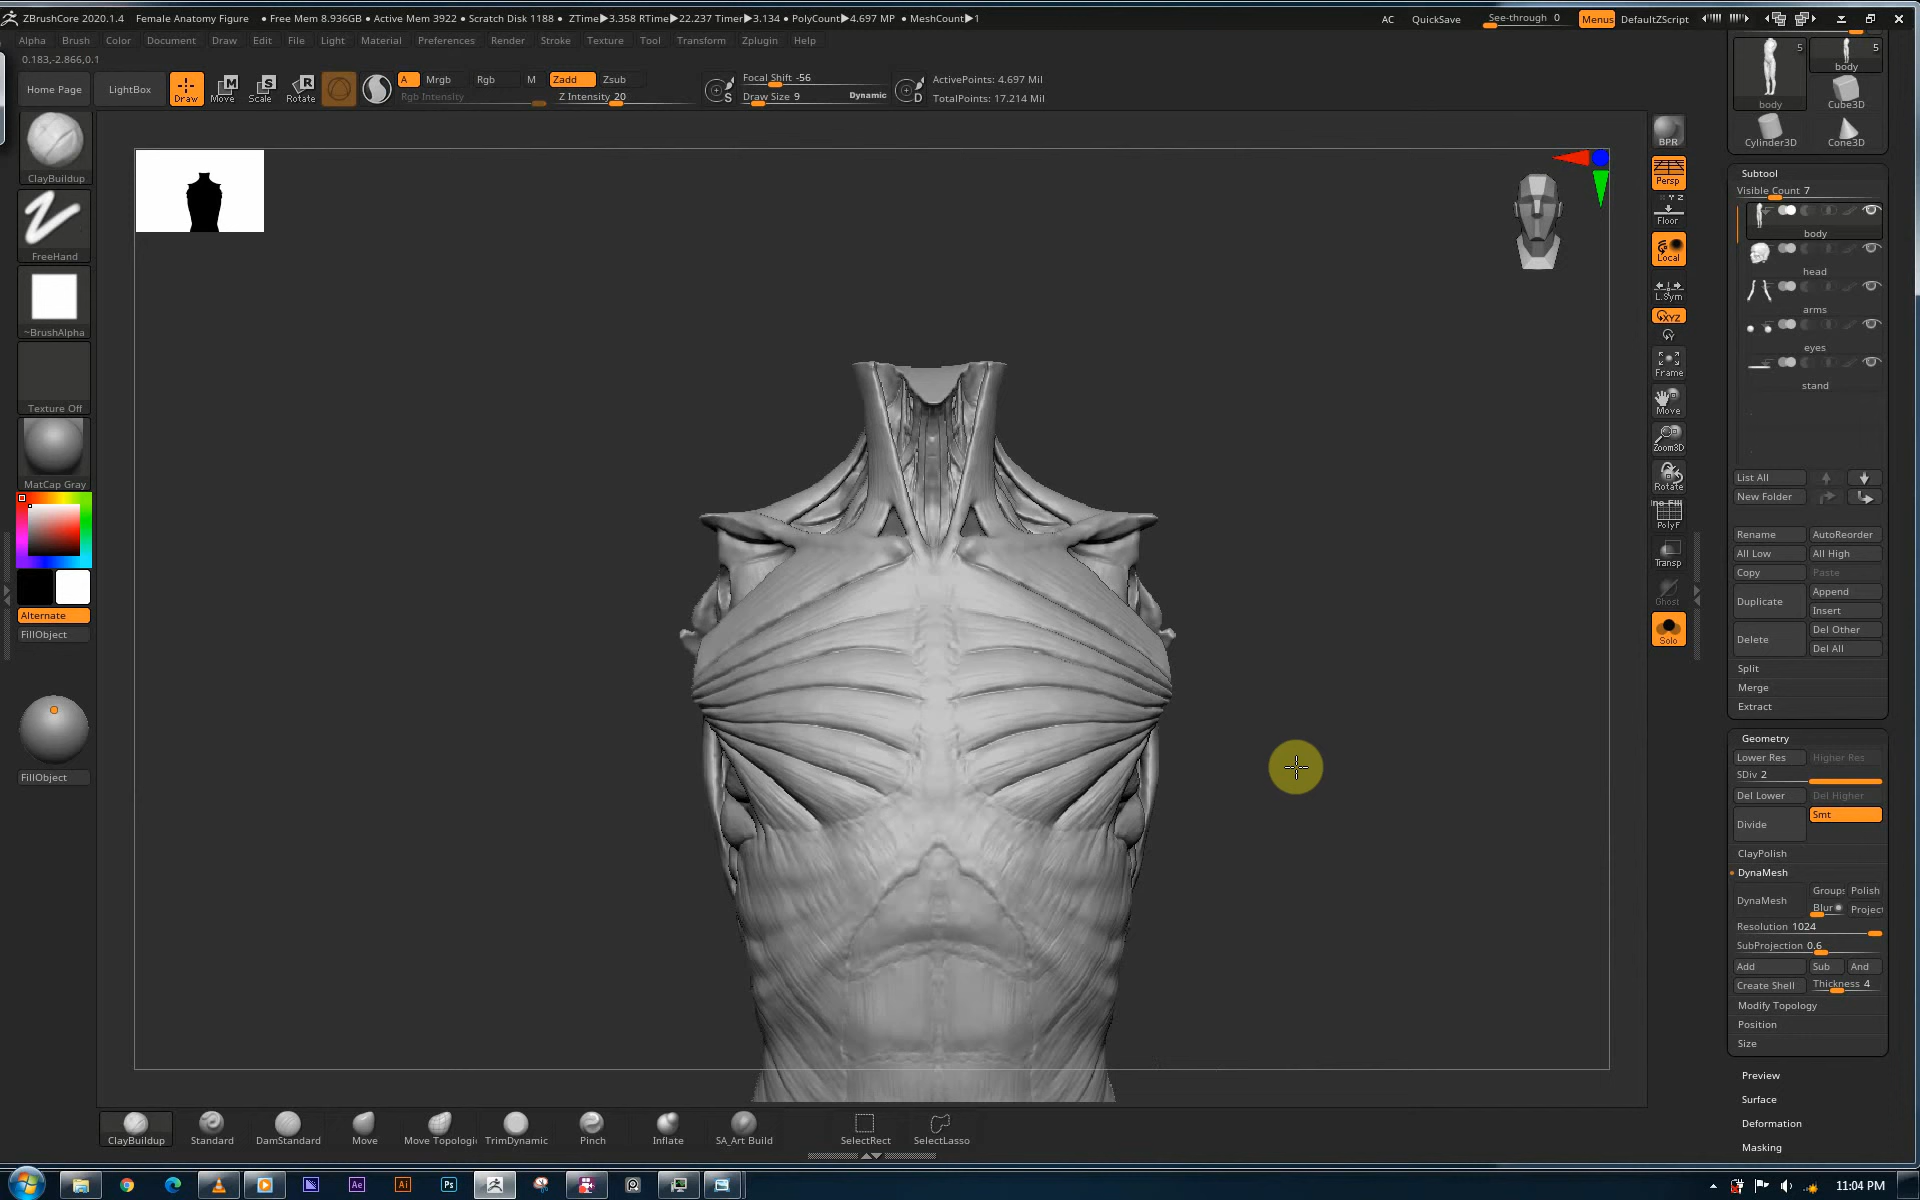 ZBrushCore 2020.1.4 Female Anatomy Figure • Free Mem 8.936GB • Active Mem 3922 • Scratch Disk 1188 • ZTime▶3.358 RTime▶22.237 Timer▶3.134 • PolyCount▶4.697 MP • MeshCount▶1 AC QuickSave See-through 0 Menus DefaultZScript
Alpha Brush Color Document Draw Edit File Light Material Preferences Render Stroke Texture Tool Transform Zplugin Help
0.183,-2.866,0.1
Home Page LightBox Draw Move Scale Rotate A Mrgb Rgb M Zadd Zsub
Rgb Intensity Z Intensity 20
Focal Shift -56
Draw Size 9 Dynamic
ActivePoints: 4.697 Mil
TotalPoints: 17.214 Mil
ClayBuildup
FreeHand
~BrushAlpha
Texture Off
MatCap Gray
Alternate
FillObject
FillObject
BPR
Persp
Floor
Local
L.Sym
XYZ
Frame
Move
Zoom3D
Rotate
PolyF
Transp
Ghost
Solo
5 5
body body
Cube3D
Cylinder3D Cone3D
Subtool
Visible Count 7
body
head
arms
eyes
stand
List All
New Folder
Rename AutoReorder
All Low All High
Copy Paste
Duplicate Append
Insert
Delete Del Other
Del All
Split
Merge
Extract
Geometry
Lower Res Higher Res
SDiv 2
Del Lower Del Higher
Divide Smt
ClayPolish
DynaMesh
DynaMesh Group: Polish
Blur Project
Resolution 1024
SubProjection 0.6
Add Sub And
Create Shell Thickness 4
Modify Topology
Position
Size
Preview
Surface
Deformation
Masking
ClayBuildup Standard DamStandard Move Move Topologi TrimDynamic Pinch Inflate SA_Art Build SelectRect SelectLasso
Ae Ai Ps 11:04 PM